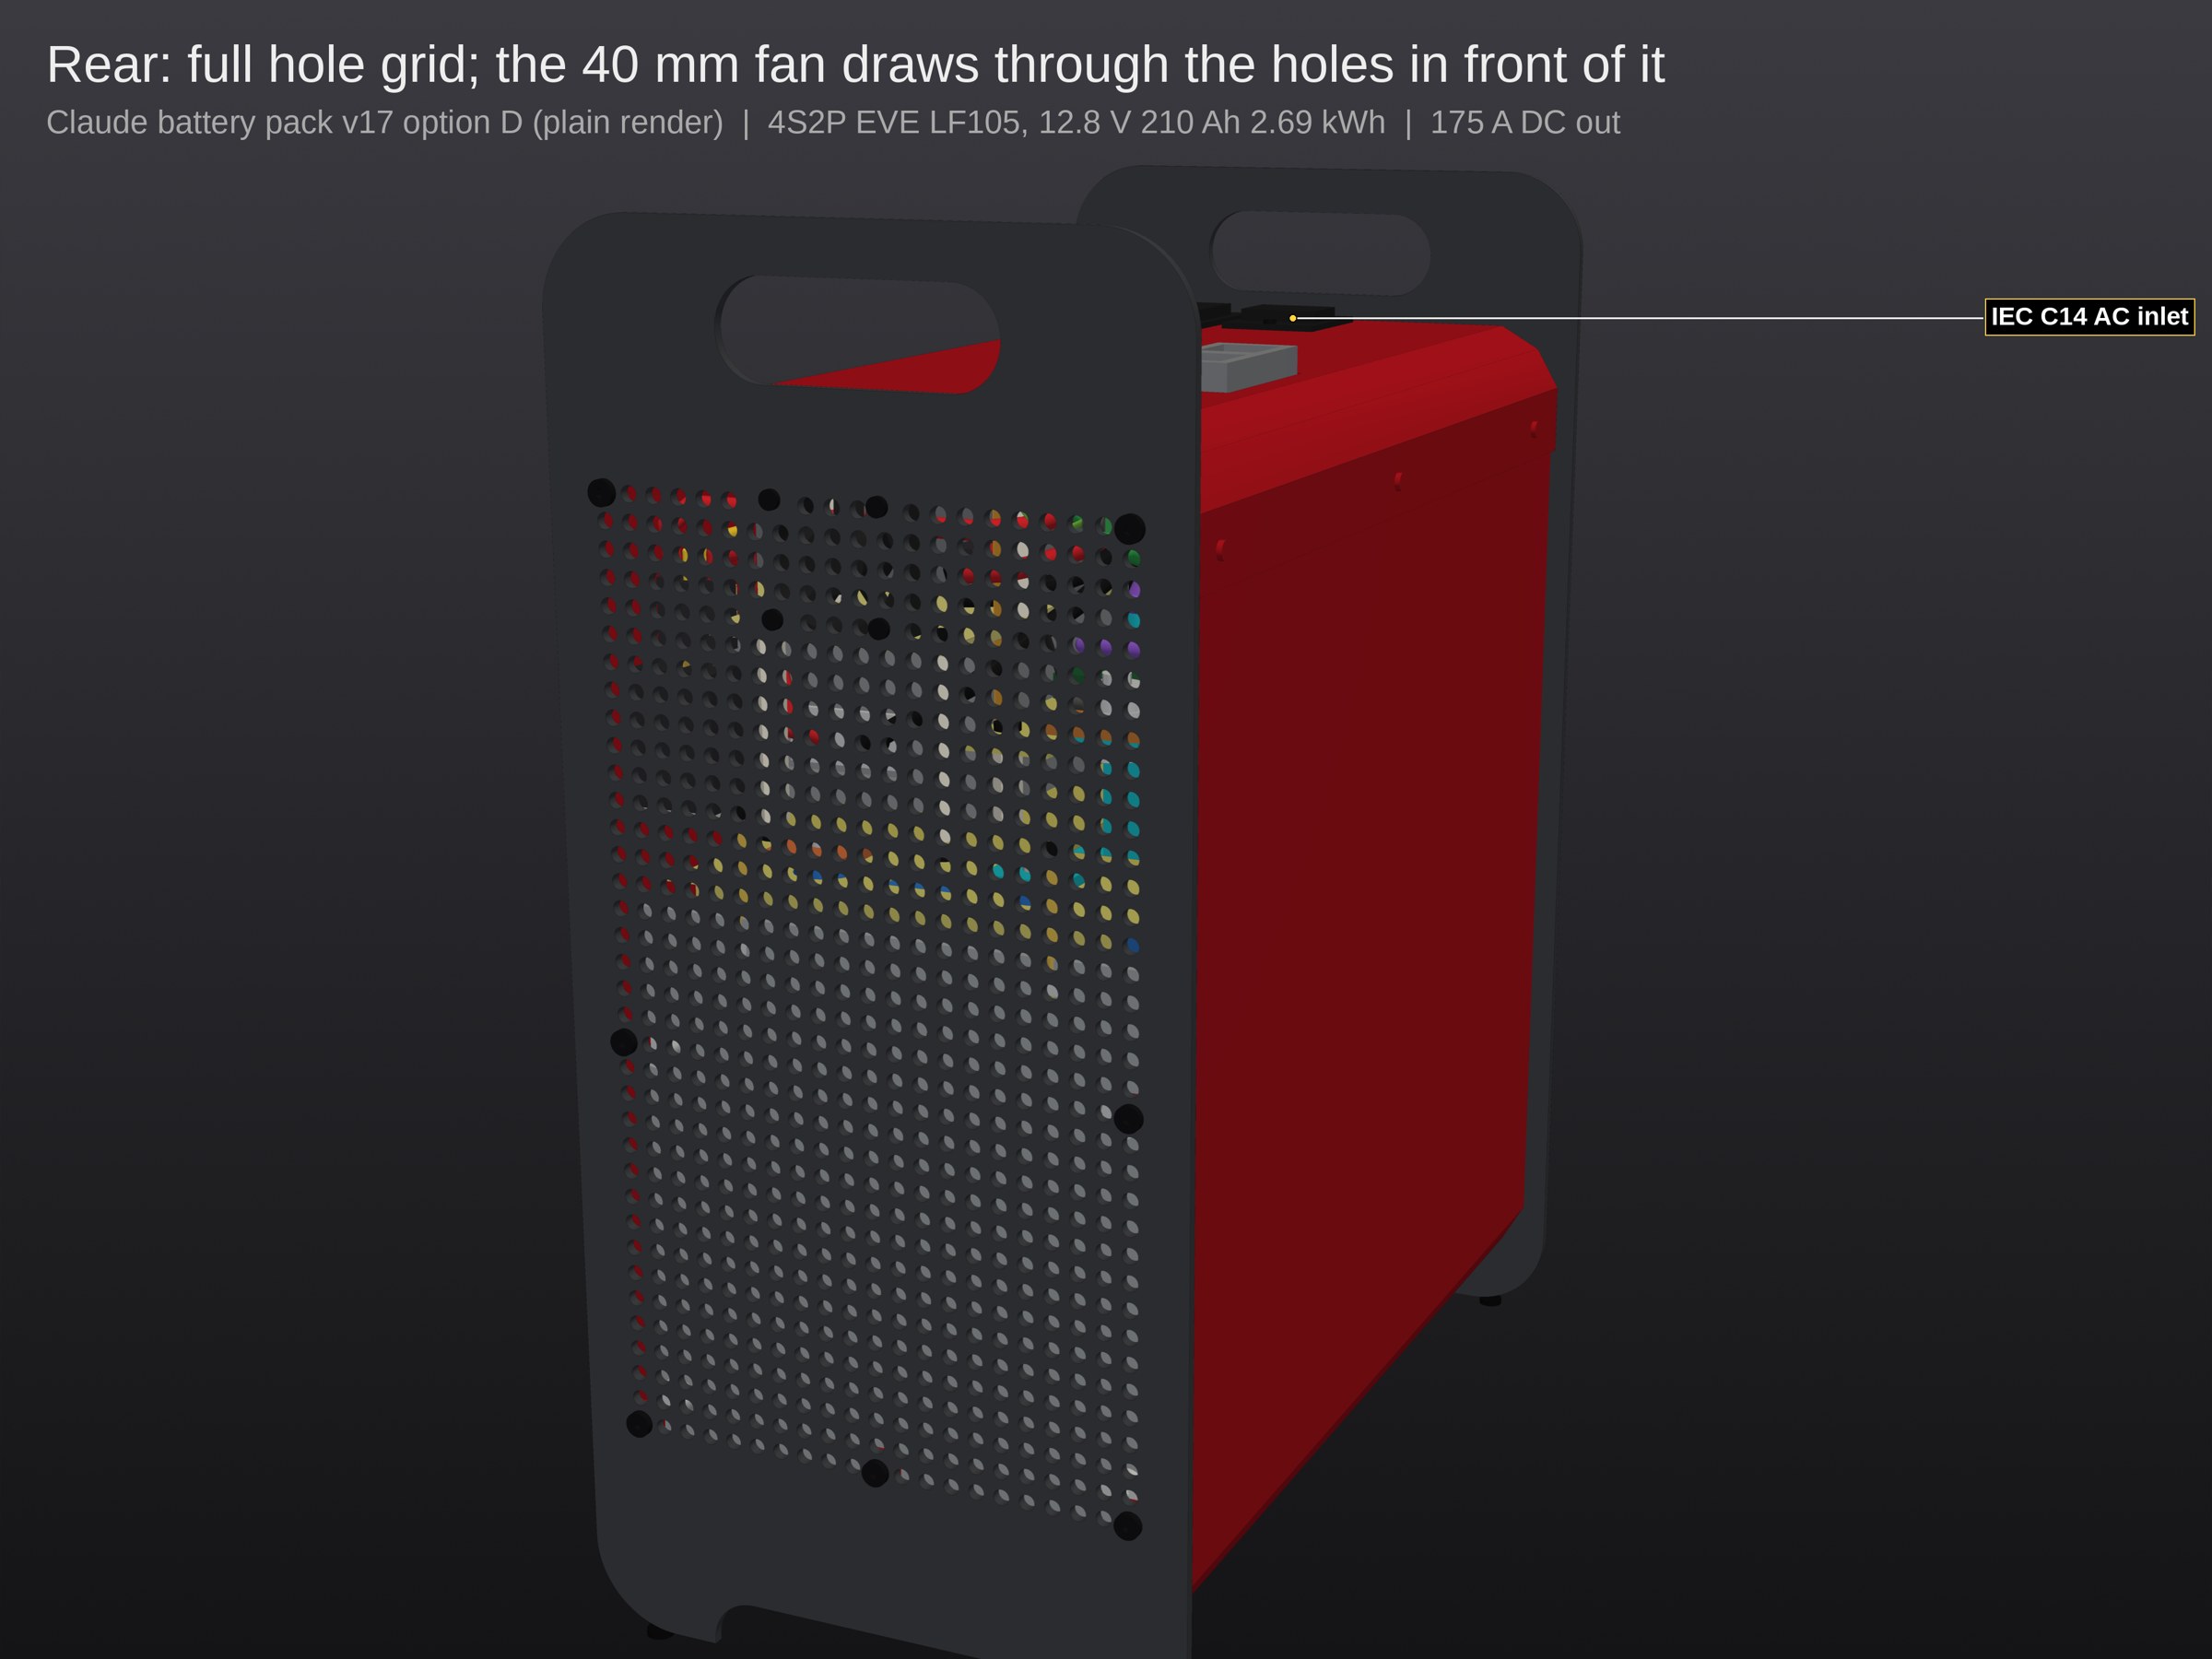 Rear: full hole grid; the 40 mm fan draws through the holes in front of it
Claude battery pack v17 option D (plain render) | 4S2P EVE LF105, 12.8 V 210 Ah 2.69 kWh | 175 A DC out
IEC C14 AC inlet